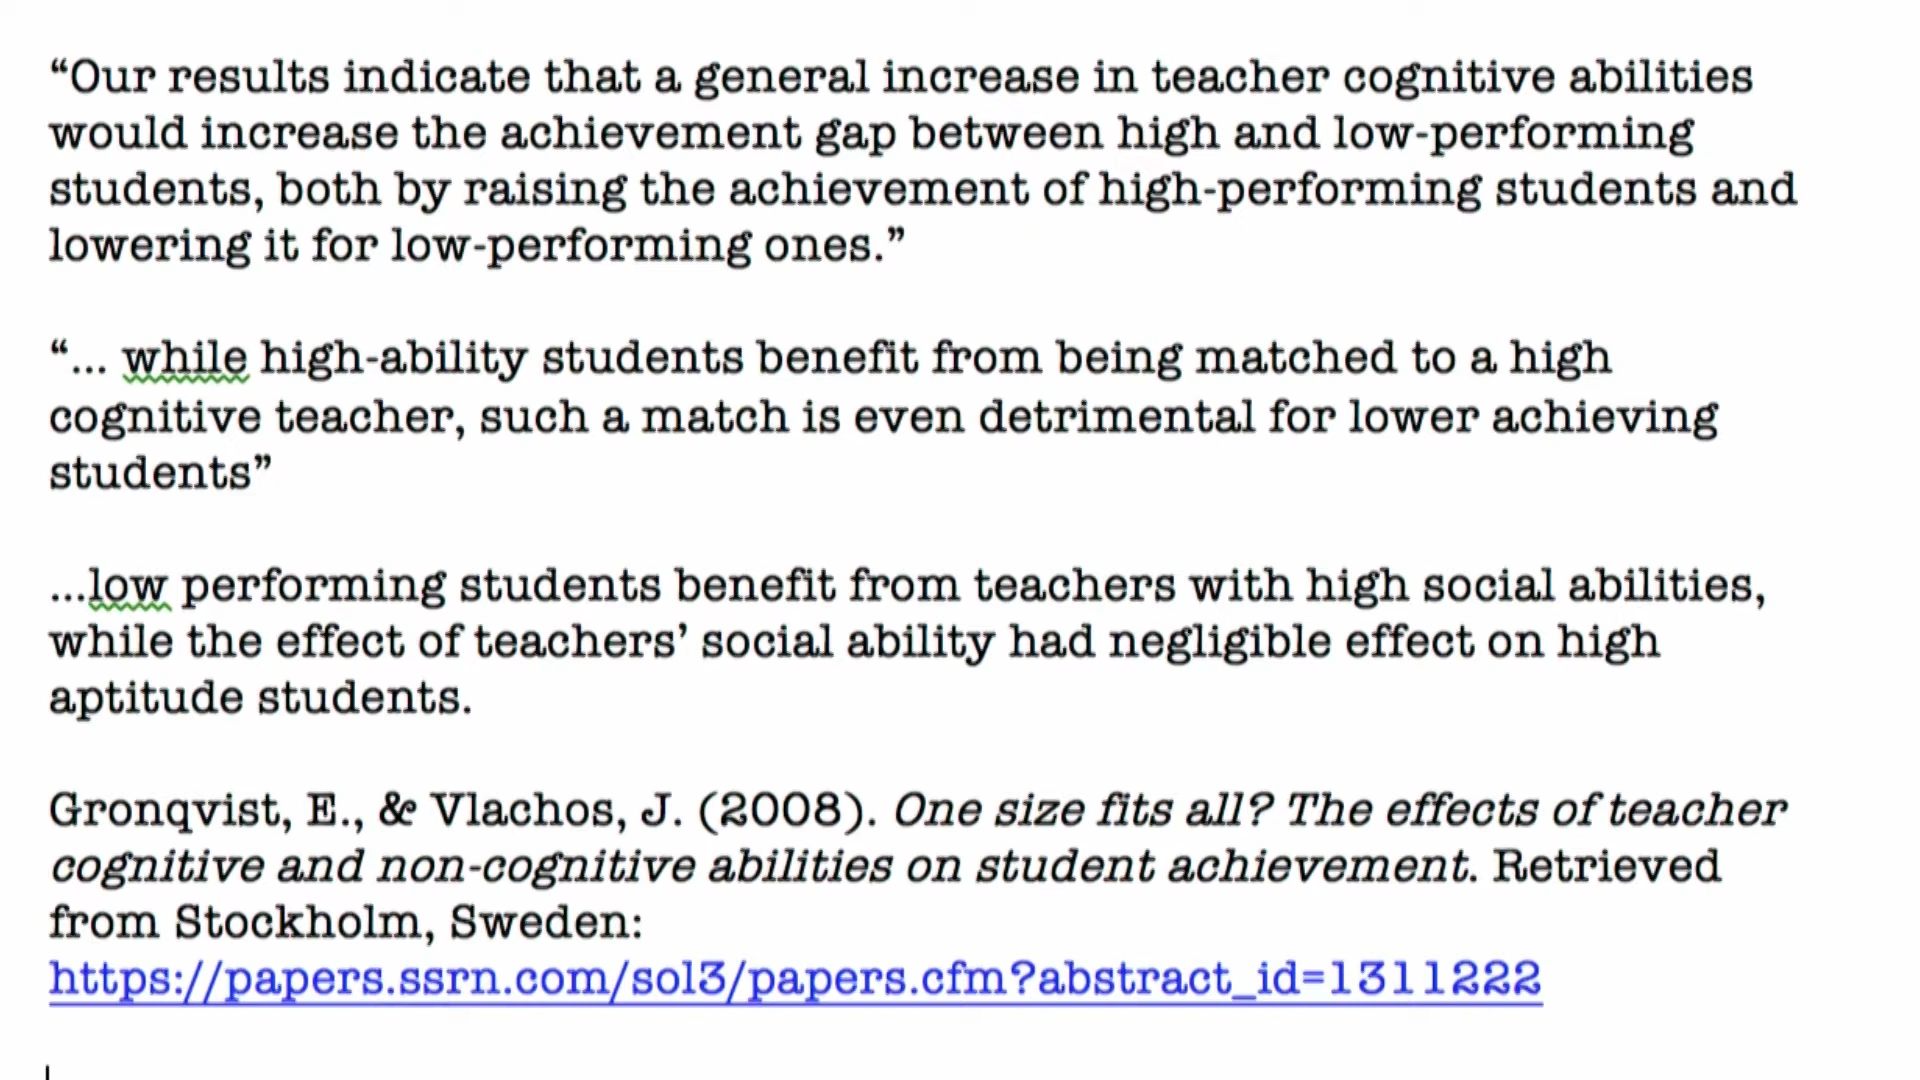 “Our results indicate that a general increase in teacher cognitive abilities
would increase the achievement gap between high and low-performing
students, both by raising the achievement of high-performing students and
lowering it for low-performing ones.”
“... while high-ability students benefit from being matched to a high
cognitive teacher, such a match is even detrimental for lower achieving
students”
...low performing students benefit from teachers with high social abilities,
while the effect of teachers’ social ability had negligible effect on high
aptitude students.
Gronqvist, E., & Vlachos, J. (2008). One size fits all? The effects of teacher
cognitive and non-cognitive abilities on student achievement. Retrieved
from Stockholm, Sweden:
https://papers.ssrn.com/sol3/papers.cfm?abstract_id=1311222